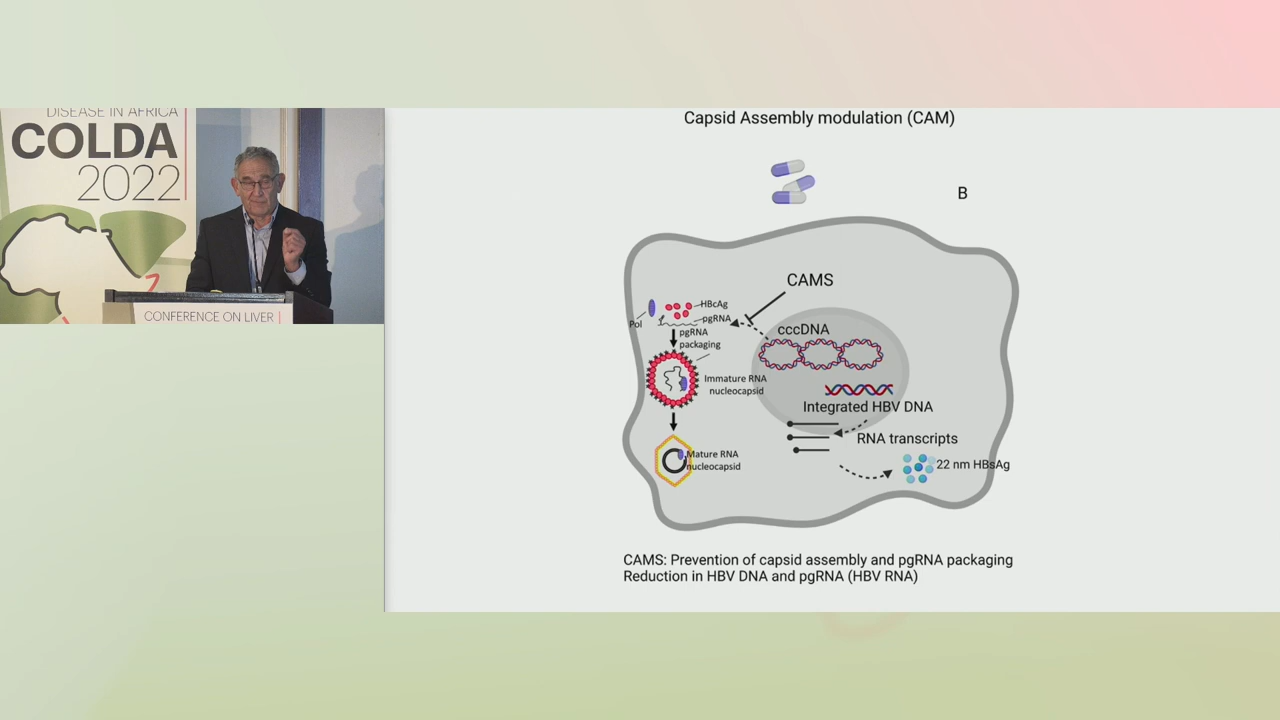 DISEASE IN AFRICA
COLDA
2022
CONFERENCE ON LIVER
Capsid Assembly modulation (CAM)
B
CAMS
HBcAg
pgRNA
Pol
pgRNA
packaging
cccDNA
Immature RNA
nucleocapsid
Integrated HBV DNA
RNA transcripts
Mature RNA
nucleocapsid
22 nm HBsAg
CAMS: Prevention of capsid assembly and pgRNA packaging
Reduction in HBV DNA and pgRNA (HBV RNA)